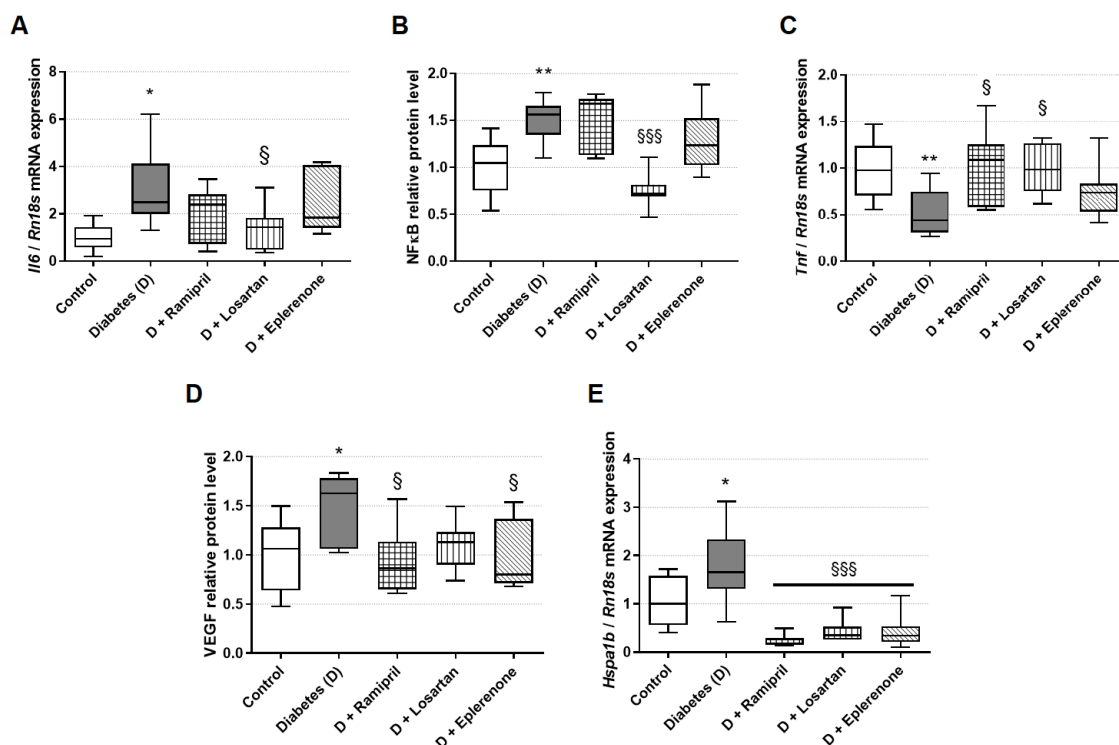 A
Il6 / Rn18s mRNA expression
8
6
4
2
0
*
§
Control
Diabetes (D)
D + Ramipril
D + Losartan
D + Eplerenone
B
NFκB relative protein level
2.0
1.5
1.0
0.5
0.0
**
§§§
Control
Diabetes (D)
D + Ramipril
D + Losartan
D + Eplerenone
C
Tnf / Rn18s mRNA expression
2.0
1.5
1.0
0.5
0.0
**
§
§
Control
Diabetes (D)
D + Ramipril
D + Losartan
D + Eplerenone
D
VEGF relative protein level
2.0
1.5
1.0
0.5
0.0
*
§
§
Control
Diabetes (D)
D + Ramipril
D + Losartan
D + Eplerenone
E
Hspa1b / Rn18s mRNA expression
4
3
2
1
0
*
§§§
Control
Diabetes (D)
D + Ramipril
D + Losartan
D + Eplerenone